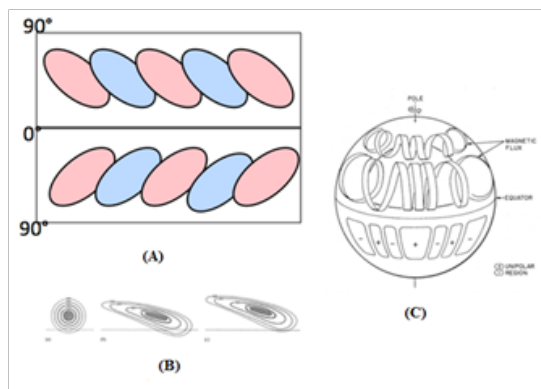 90°
0°
90°
(A)
(B)
POLE
MAGNETIC
FLUX
EQUATOR
UNIPOLAR
REGION
- + - + - + -
(C)